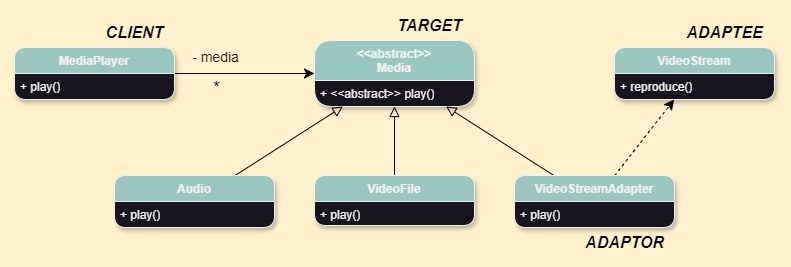 CLIENT
TARGET
ADAPTEE
MediaPlayer
+ play()
- media
*
<<abstract>>
Media
+ <<abstract>> play()
VideoStream
+ reproduce()
Audio
+ play()
VideoFile
+ play()
VideoStreamAdapter
+ play()
ADAPTOR